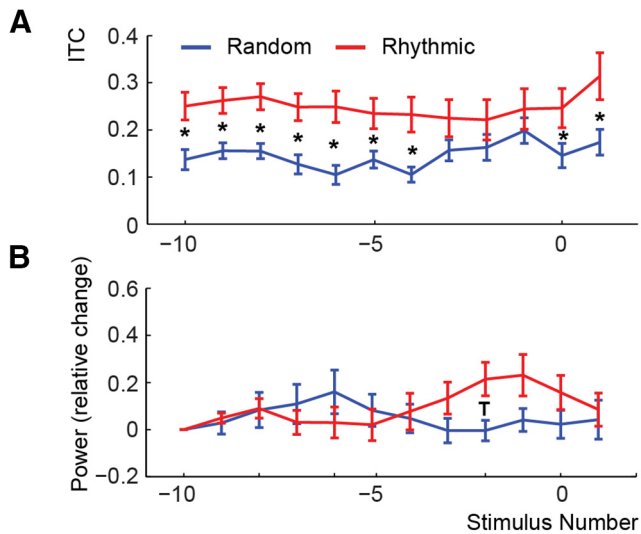 A
ITC
Random
Rhythmic
0.4
0.3
0.2
0.1
0
* * * * * * * * *
−10
−5
0
B
Power (relative change)
0.6
0.4
0.2
0
−0.2
T
−10
−5
0
Stimulus Number